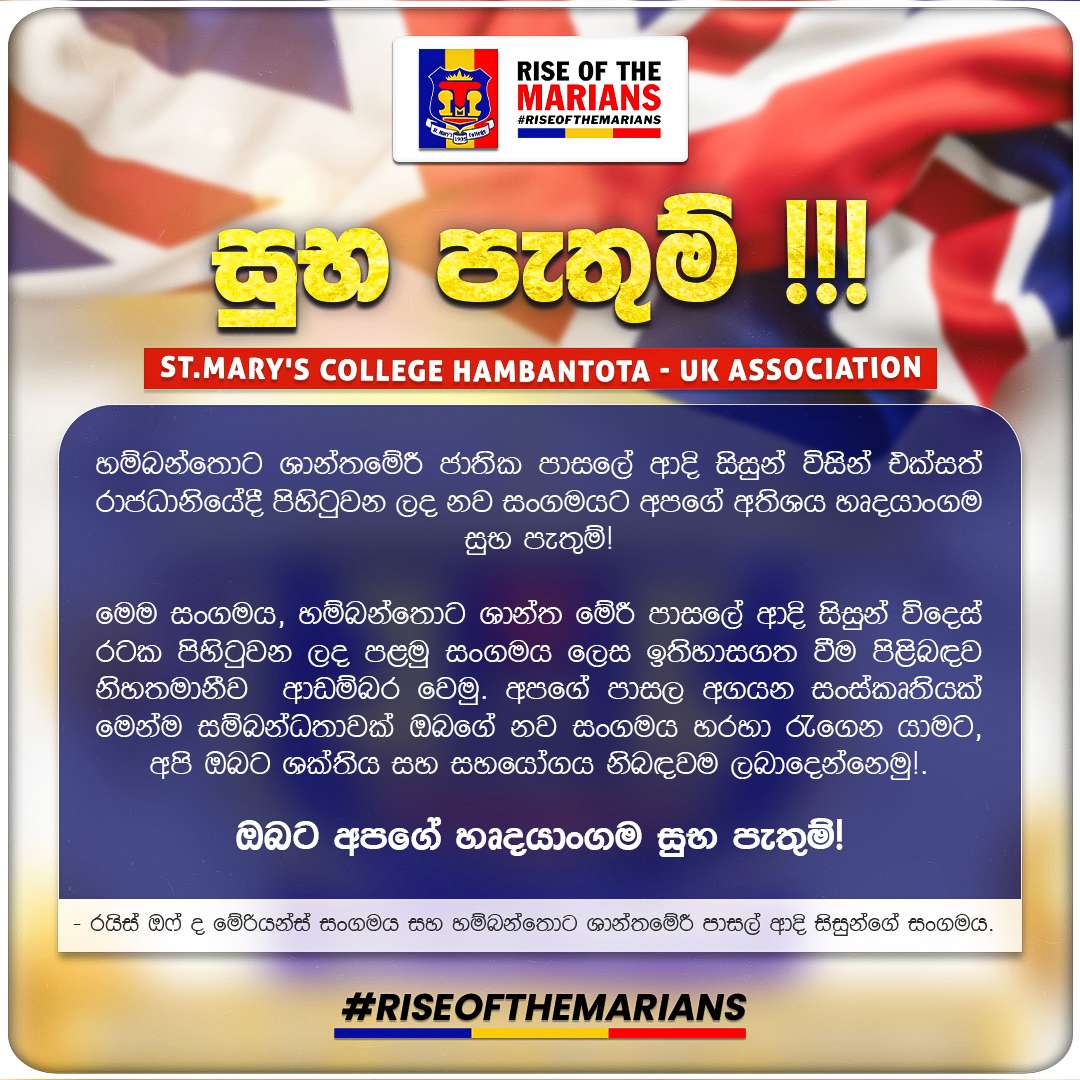 RISE OF THE
MARIANS
#RISEOFTHEMARIANS
St. Mary's College
1905
සුභ පැතුම් !!!
ST.MARY'S COLLEGE HAMBANTOTA - UK ASSOCIATION
හම්බන්තොට ශාන්තමේරී ජාතික පාසලේ ආදි සිසුන් විසින් එක්සත්
රාජධානියේදී පිහිටුවන ලද නව සංගමයට අපගේ අතිශය හෘදයාංගම
සුභ පැතුම්!
මෙම සංගමය, හම්බන්තොට ශාන්ත මේරී පාසලේ ආදි සිසුන් විදෙස්
රටක පිහිටුවන ලද පළමු සංගමය ලෙස ඉතිහාසගත වීම පිළිබඳව
නිහතමානීව ආඩම්බර වෙමු. අපගේ පාසල අගයන සංස්කෘතියක්
මෙන්ම සම්බන්ධතාවක් ඔබගේ නව සංගමය හරහා රැගෙන යාමට,
අපි ඔබට ශක්තිය සහ සහයෝගය නිබඳවම ලබාදෙන්නෙමු!.
ඔබට අපගේ හෘදයාංගම සුභ පැතුම්!
- රයිස් ඔෆ් ද මේරියන්ස් සංගමය සහ හම්බන්තොට ශාන්තමේරී පාසල් ආදි සිසුන්ගේ සංගමය.
#RISEOFTHEMARIANS